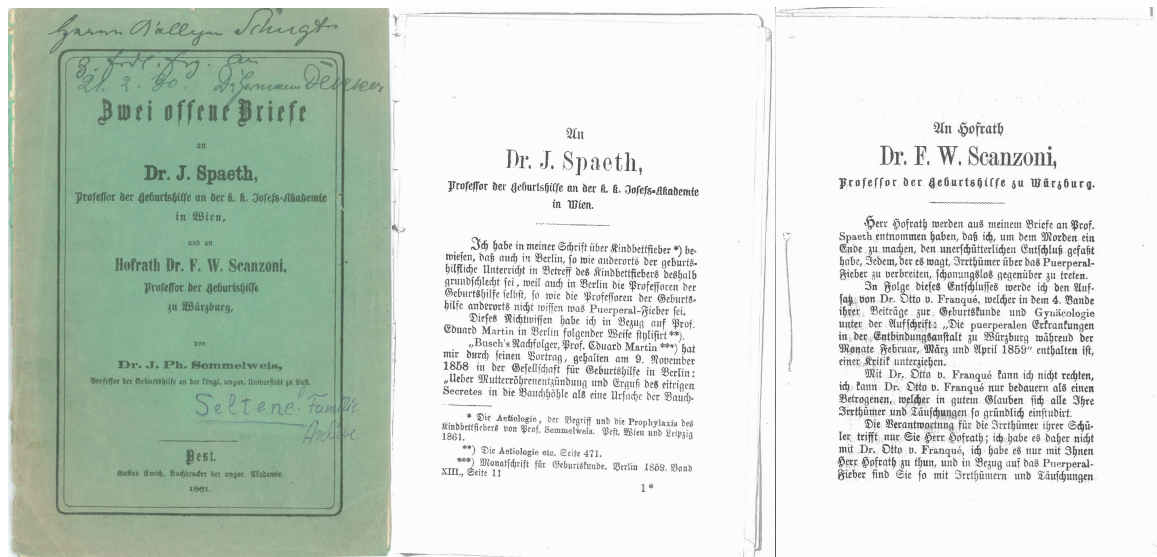 Herrn
21. 2. 90. Dr. Hermann
Zwei offene Briefe
an
Dr. J. Spaeth,
Professor der Geburtshilfe an der k. k. Josefs-Akademie
in Wien,
und an
Hofrath Dr. F. W. Scanzoni,
Professor der Geburtshilfe
zu Würzburg,
von
Dr. J. Ph. Semmelweis,
Professor der Geburtshilfe an der königl. ungar. Universität zu Pest.
Seltene Familie
Pest.
Gustav Emich, Buchdrucker der ungar. Akademie.
1861.
An
Dr. J. Spaeth,
Professor der Geburtshilfe an der k. k. Josefs-Akademie
in Wien.
Ich habe in meiner Schrift über Kindbettfieber *) be-
wiesen, daß auch in Berlin, so wie anderorts der geburts-
hilfliche Unterricht in Betreff des Kindbettfiebers deshalb
grundschlecht sei, weil auch in Berlin die Professoren der
Geburtshilfe selbst, so wie die Professoren der Geburts-
hilfe anderorts nicht wissen was Puerperal-Fieber sei.
Dieses Nichtwissen habe ich in Bezug auf Prof.
Eduard Martin in Berlin folgender Weise stylisirt **).
„Busch's Nachfolger, Prof. Eduard Martin ***) hat
mir durch seinen Vortrag, gehalten am 9. November
1858 in der Gesellschaft für Geburtshilfe in Berlin:
„Ueber Mutterröhrenentzündung und Erguß des eitrigen
Secretes in die Bauchhöhle als eine Ursache der Bauch-
* Die Aetiologie, der Begriff und die Prophylaxis des
Kindbettfiebers von Prof. Semmelweis. Pest. Wien und Leipzig
1861.
**) Die Aetiologie etc. Seite 471.
***) Monatschrift für Geburtskunde. Berlin 1859. Band
XIII., Seite 11
1*
An Hofrath
Dr. F. W. Scanzoni,
Professor der Geburtshilfe zu Würzburg.
Herr Hofrath werden aus meinem Briefe an Prof.
Spaeth entnommen haben, daß ich, um dem Morden ein
Ende zu machen, den unerschütterlichen Entschluß gefaßt
habe, Jedem, der es wagt, Irrthümer über das Puerperal-
Fieber zu verbreiten, schonungslos gegenüber zu treten.
In Folge dieses Entschlusses werde ich den Auf-
satz von Dr. Otto v. Franqué, welcher in dem 4. Bande
ihrer Beiträge zur Geburtskunde und Gynäcologie
unter der Aufschrift: „Die puerperalen Erkrankungen
in der Entbindungsanstalt zu Würzburg während der
Monate Februar, März und April 1859" enthalten ist,
einer Kritik unterziehen.
Mit Dr. Otto v. Franqué kann ich nicht rechten,
ich kann Dr. Otto v. Franqué nur bedauern als einen
Betrogenen, welcher in gutem Glauben sich alle Ihre
Irrthümer und Täuschungen so gründlich einstudirt.
Die Verantwortung für die Irrthümer ihrer Schü-
ler trifft nur Sie Herr Hofrath; ich habe es daher nicht
mit Dr. Otto v. Franqué, ich habe es nur mit Ihnen
Herr Hofrath zu thun, und in Bezug auf das Puerperal-
Fieber sind Sie so mit Irrthümern und Täuschungen